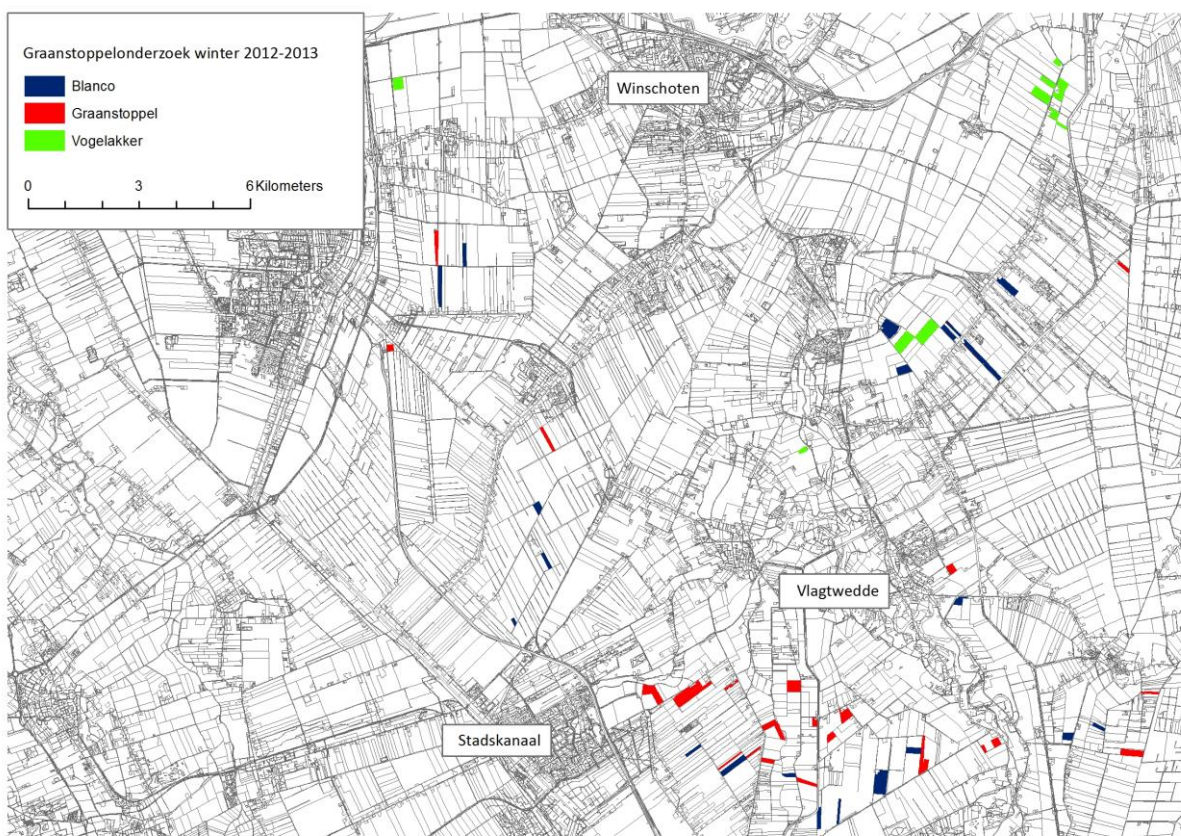 Graanstoppelonderzoek winter 2012-2013
Blanco
Graanstoppel
Vogelakker
0 3 6 Kilometers
Winschoten
Vlagtwedde
Stadskanaal